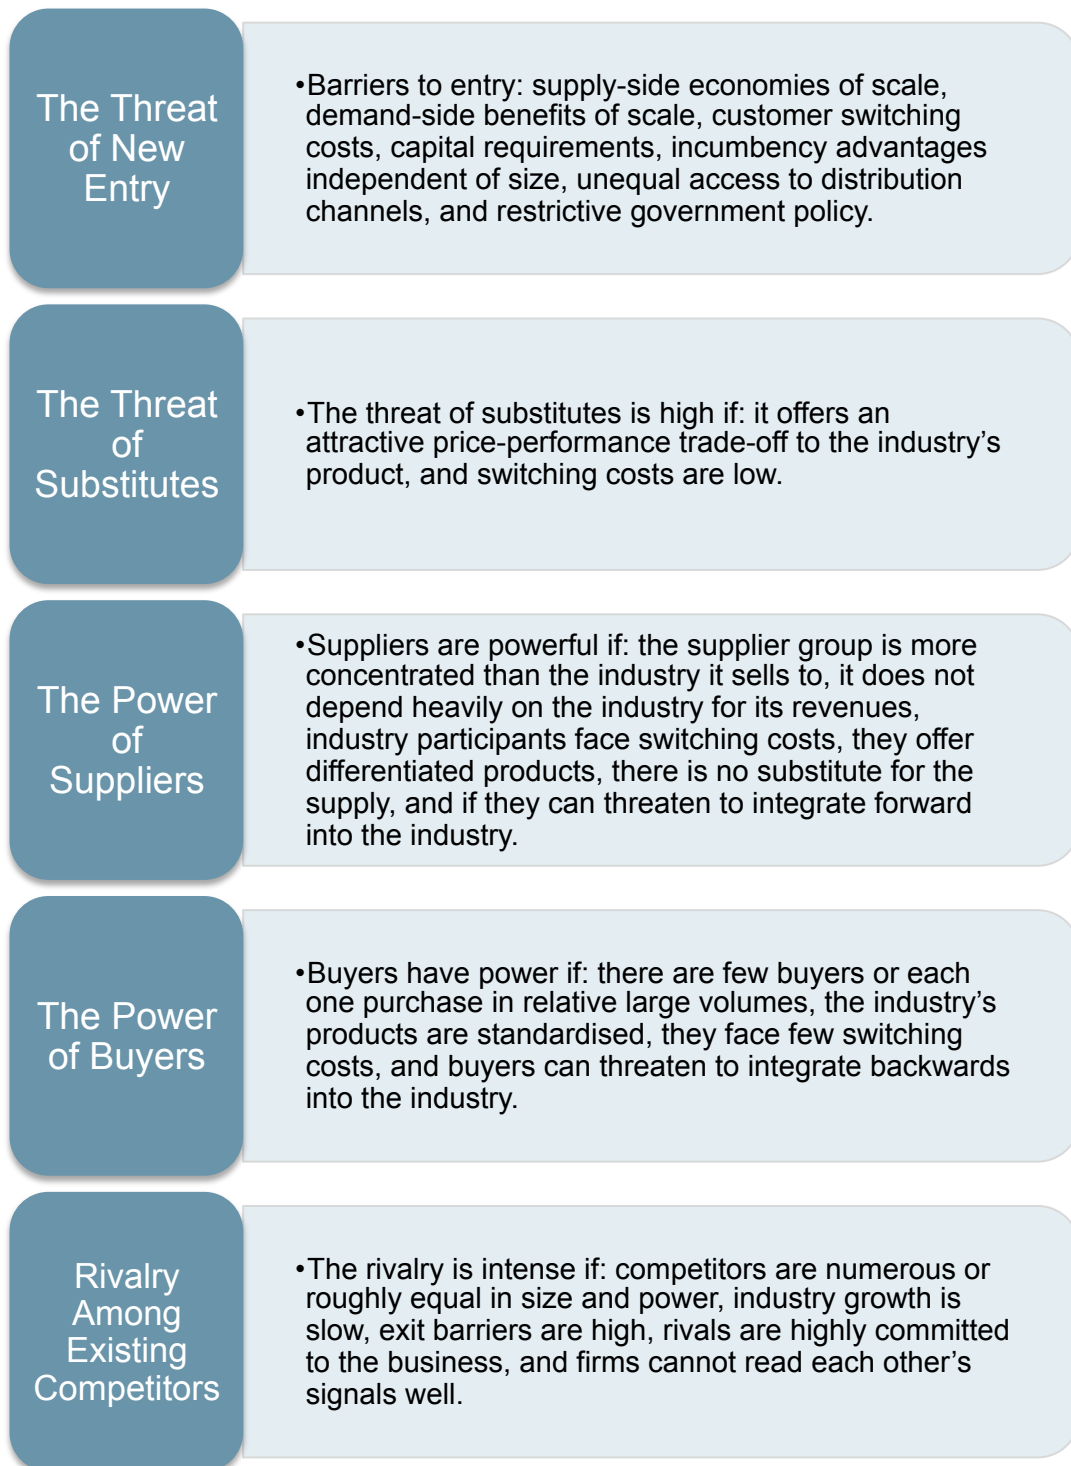 The Threat
of New
Entry
•Barriers to entry: supply-side economies of scale,
demand-side benefits of scale, customer switching
costs, capital requirements, incumbency advantages
independent of size, unequal access to distribution
channels, and restrictive government policy.
The Threat
of
Substitutes
•The threat of substitutes is high if: it offers an
attractive price-performance trade-off to the industry’s
product, and switching costs are low.
The Power
of
Suppliers
•Suppliers are powerful if: the supplier group is more
concentrated than the industry it sells to, it does not
depend heavily on the industry for its revenues,
industry participants face switching costs, they offer
differentiated products, there is no substitute for the
supply, and if they can threaten to integrate forward
into the industry.
The Power
of Buyers
•Buyers have power if: there are few buyers or each
one purchase in relative large volumes, the industry’s
products are standardised, they face few switching
costs, and buyers can threaten to integrate backwards
into the industry.
Rivalry
Among
Existing
Competitors
•The rivalry is intense if: competitors are numerous or
roughly equal in size and power, industry growth is
slow, exit barriers are high, rivals are highly committed
to the business, and firms cannot read each other’s
signals well.